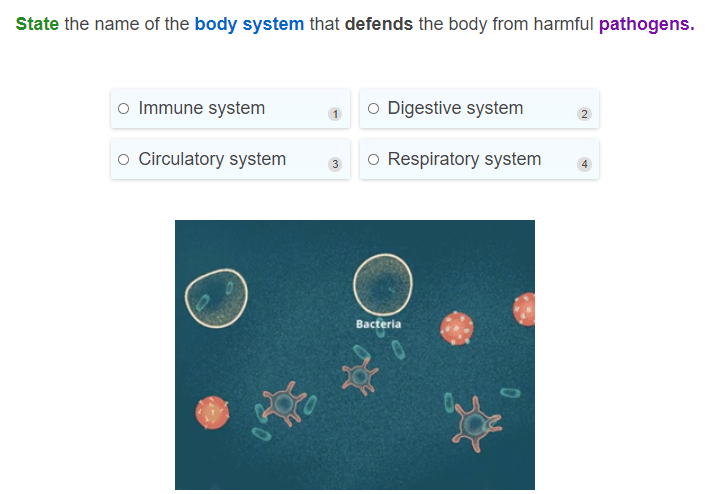 State the name of the body system that defends the body from harmful pathogens.
Immune system 1
Digestive system 2
Circulatory system 3
Respiratory system 4
Bacteria